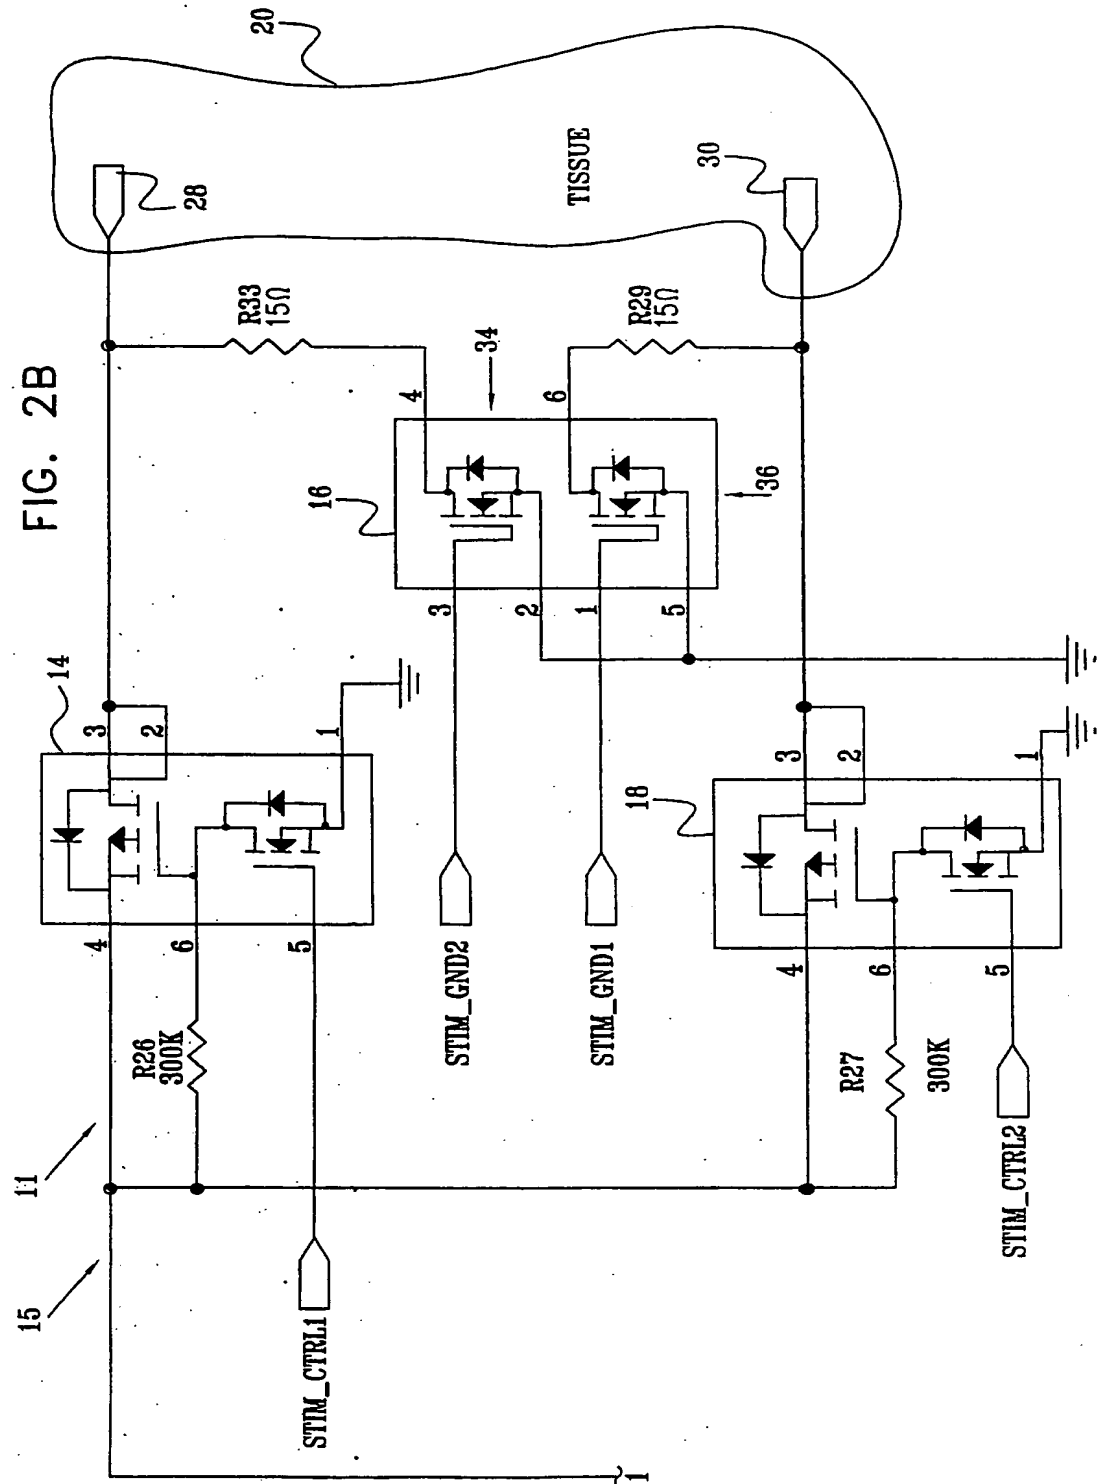 FIG. 2B
15
11
14
20
28
TISSUE
30
4
3
2
6
5
1
R26
300K
STIM_CTRL1
R33
15Ω
16
34
4
3
2
1
5
6
36
R29
15Ω
STIM_GND2
STIM_GND1
18
4
3
2
6
5
1
R27
300K
STIM_CTRL2
1